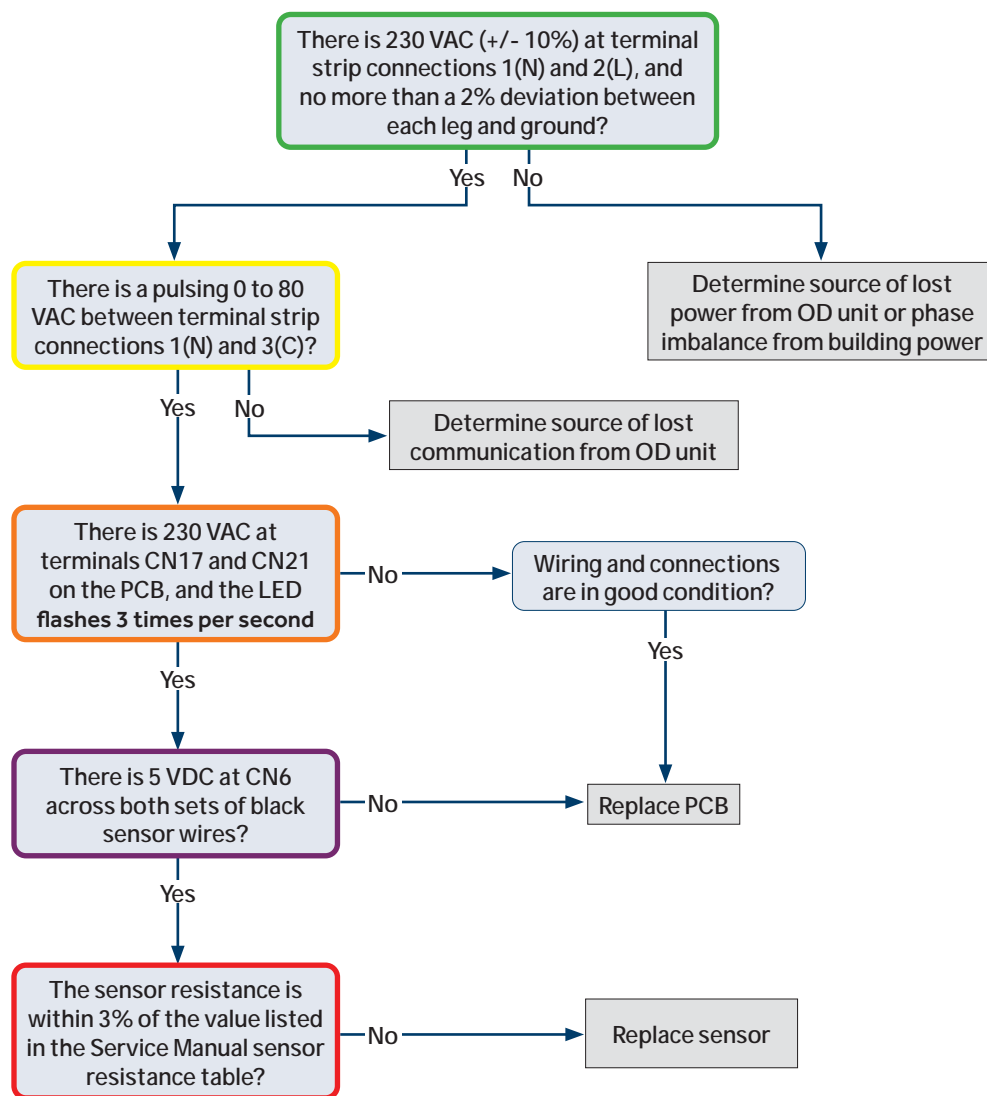 There is 230 VAC (+/- 10%) at terminal
strip connections 1(N) and 2(L), and
no more than a 2% deviation between
each leg and ground?
Yes
No
There is a pulsing 0 to 80
VAC between terminal strip
connections 1(N) and 3(C)?
Determine source of lost
power from OD unit or phase
imbalance from building power
Yes
No
Determine source of lost
communication from OD unit
There is 230 VAC at
terminals CN17 and CN21
on the PCB, and the LED
flashes 3 times per second
No
Wiring and connections
are in good condition?
Yes
Yes
There is 5 VDC at CN6
across both sets of black
sensor wires?
No
Replace PCB
Yes
The sensor resistance is
within 3% of the value listed
in the Service Manual sensor
resistance table?
No
Replace sensor